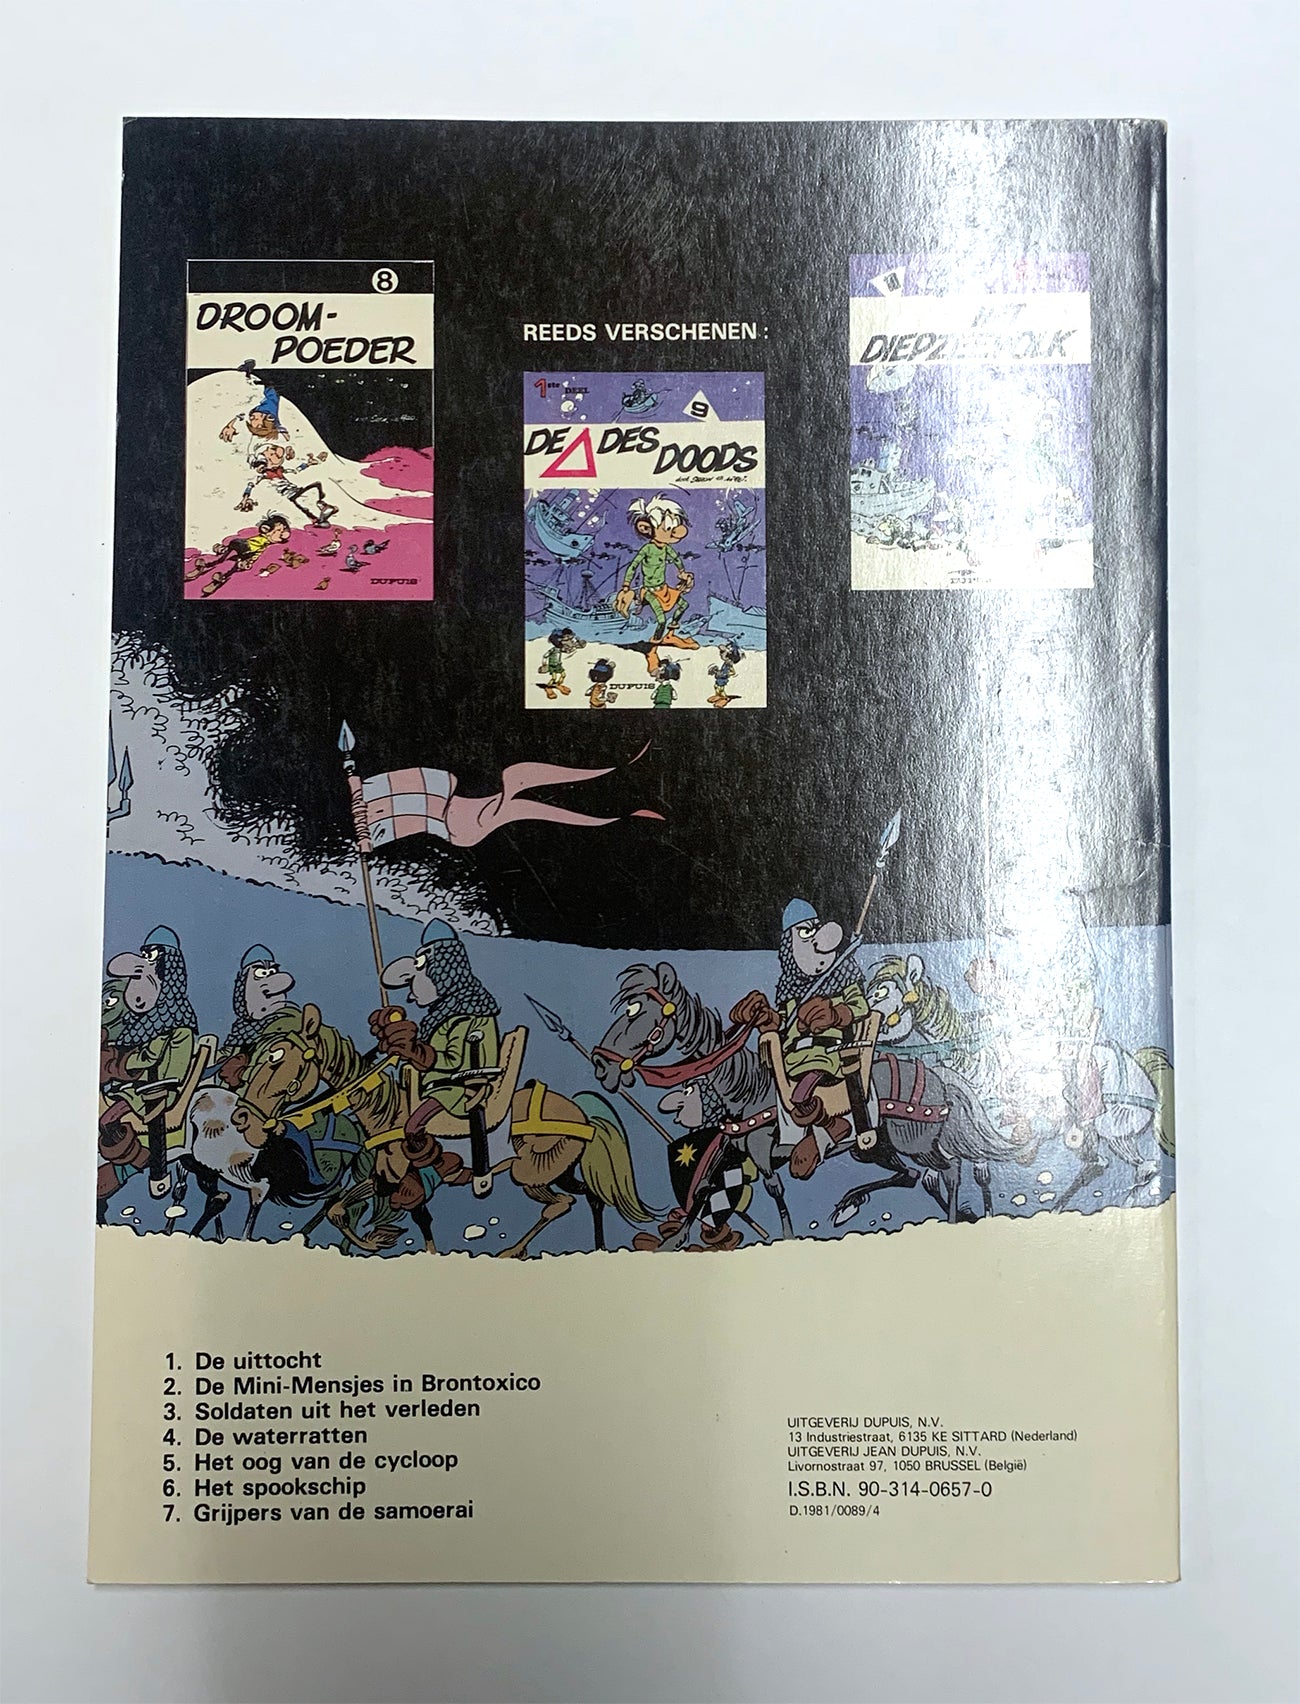 8
DROOM-
POEDER
DUPUIS
REEDS VERSCHENEN :
1ste DEEL
9
DE DES
DOODS
DUPUIS
HET
DIEPZEEVOLK
1. De uittocht
2. De Mini-Mensjes in Brontoxico
3. Soldaten uit het verleden
4. De waterratten
5. Het oog van de cycloop
6. Het spookschip
7. Grijpers van de samoerai
UITGEVERIJ DUPUIS, N.V.
13 Industriestraat, 6135 KE SITTARD (Nederland)
UITGEVERIJ JEAN DUPUIS, N.V.
Livornostraat 97, 1050 BRUSSEL (België)
I.S.B.N. 90-314-0657-0
D.1981/0089/4